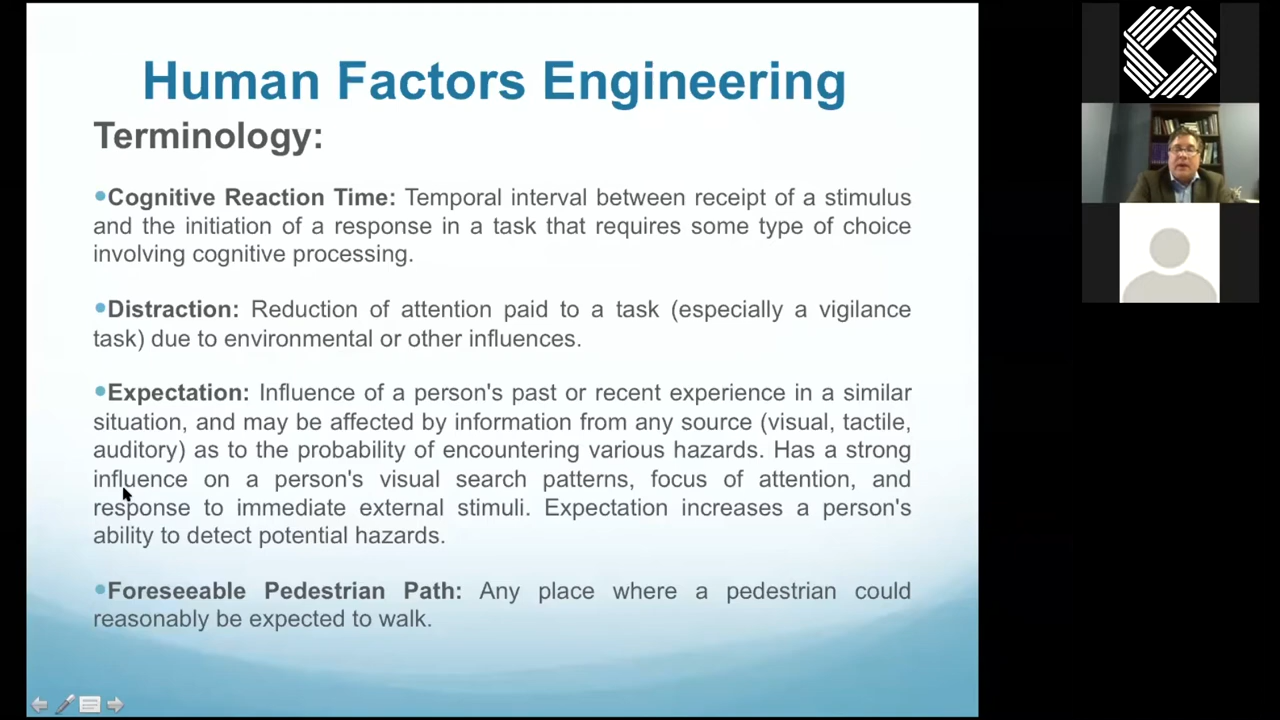 Human Factors Engineering
Terminology:
•Cognitive Reaction Time: Temporal interval between receipt of a stimulus
and the initiation of a response in a task that requires some type of choice
involving cognitive processing.
•Distraction: Reduction of attention paid to a task (especially a vigilance
task) due to environmental or other influences.
•Expectation: Influence of a person's past or recent experience in a similar
situation, and may be affected by information from any source (visual, tactile,
auditory) as to the probability of encountering various hazards. Has a strong
influence on a person's visual search patterns, focus of attention, and
response to immediate external stimuli. Expectation increases a person's
ability to detect potential hazards.
•Foreseeable Pedestrian Path: Any place where a pedestrian could
reasonably be expected to walk.